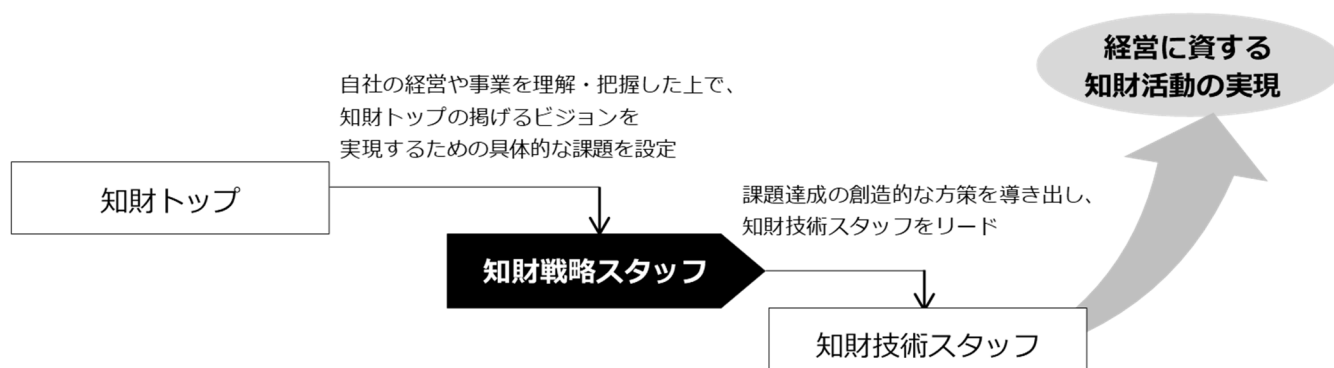 経営に資する
知財活動の実現
自社の経営や事業を理解・把握した上で、
知財トップの掲げるビジョンを
実現するための具体的な課題を設定
知財トップ
課題達成の創造的な方策を導き出し、
知財技術スタッフをリード
知財戦略スタッフ
知財技術スタッフ